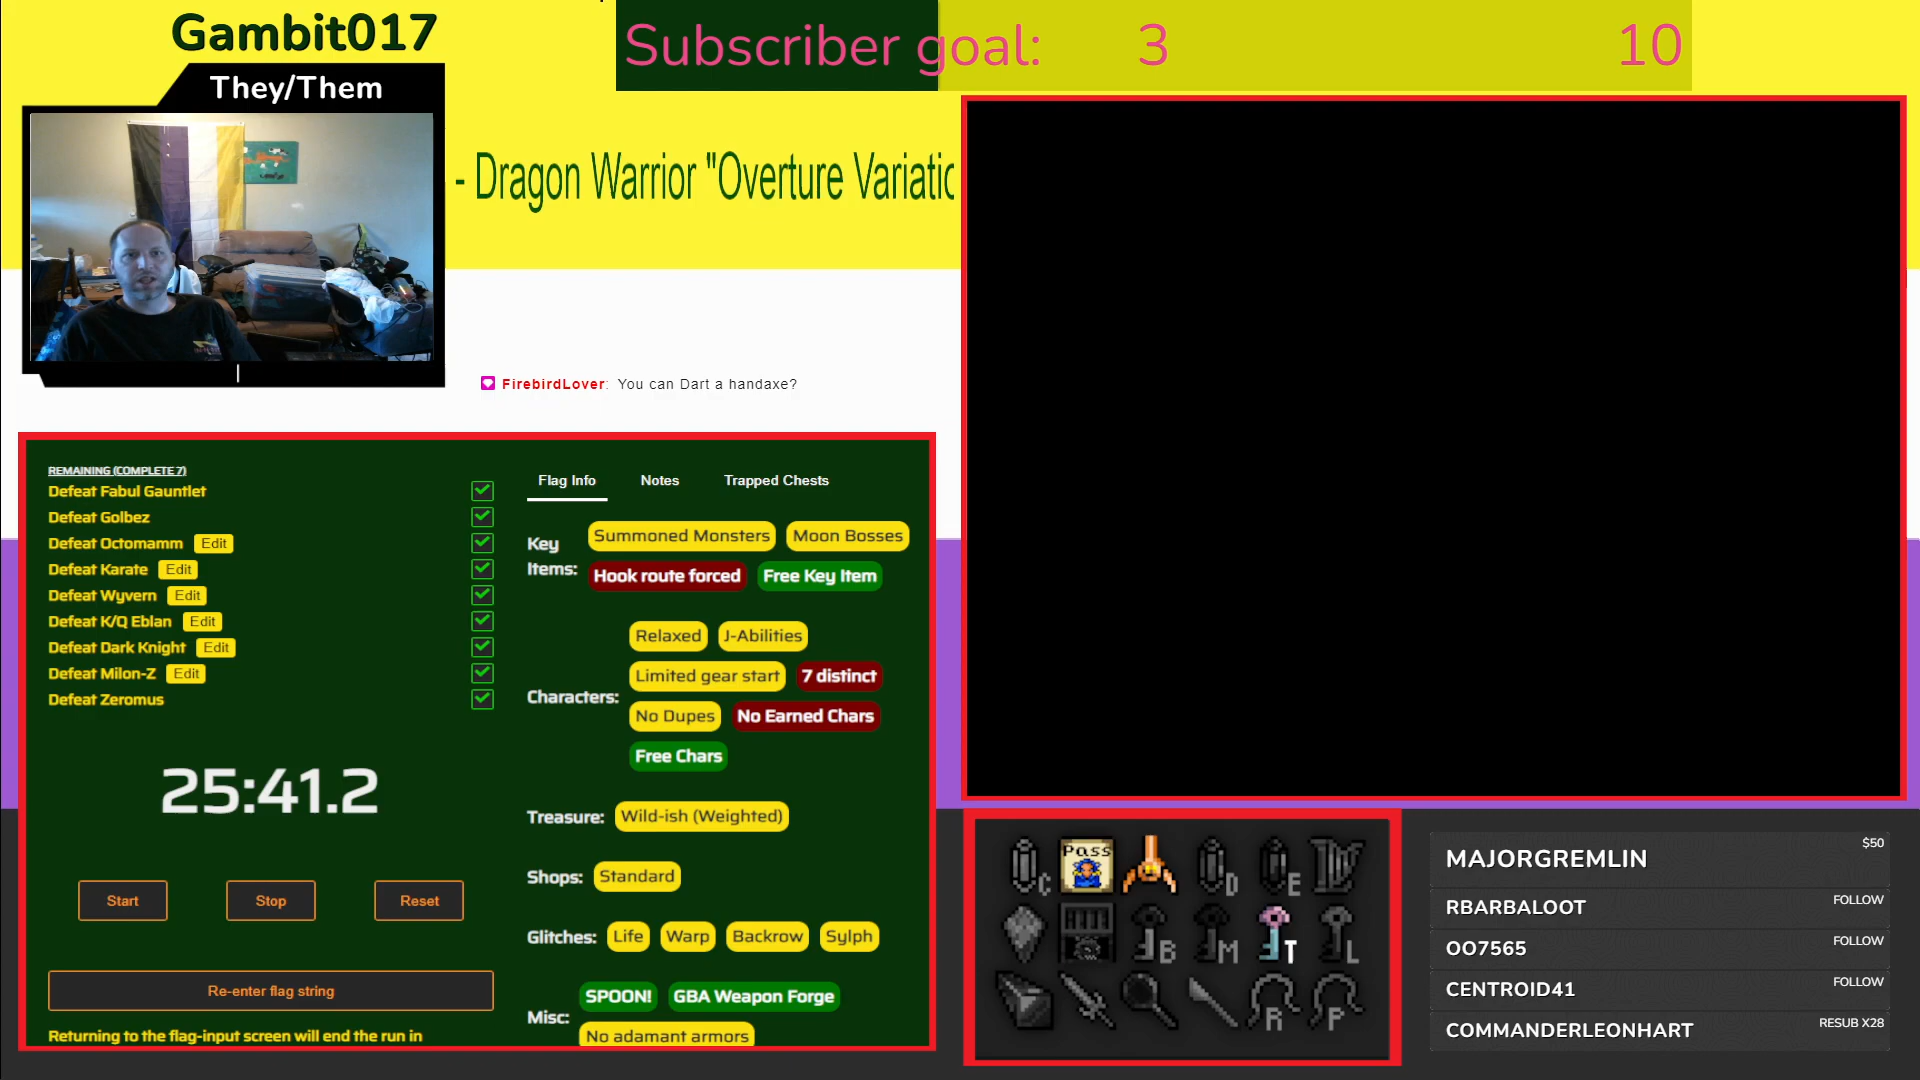 Gambit017
They/Them
Subscriber goal: 3 10
- Dragon Warrior "Overture Variatio
FirebirdLover: You can Dart a handaxe?
REMAINING (COMPLETE 7)
Defeat Fabul Gauntlet
Defeat Golbez
Defeat Octomamm Edit
Defeat Karate Edit
Defeat Wyvern Edit
Defeat K/Q Eblan Edit
Defeat Dark Knight Edit
Defeat Milon-Z Edit
Defeat Zeromus
25:41.2
Start Stop Reset
Re-enter flag string
Returning to the flag-input screen will end the run in
Flag Info Notes Trapped Chests
Key Items: Summoned Monsters Moon Bosses
Hook route forced Free Key Item
Characters: Relaxed J-Abilities
Limited gear start 7 distinct
No Dupes No Earned Chars
Free Chars
Treasure: Wild-ish (Weighted)
Shops: Standard
Glitches: Life Warp Backrow Sylph
Misc: SPOON! GBA Weapon Forge
No adamant armors
C Pass D E
B M T L
R P
MAJORGREMLIN $50
RBARBALOOT FOLLOW
OO7565 FOLLOW
CENTROID41 FOLLOW
COMMANDERLEONHART RESUB X28